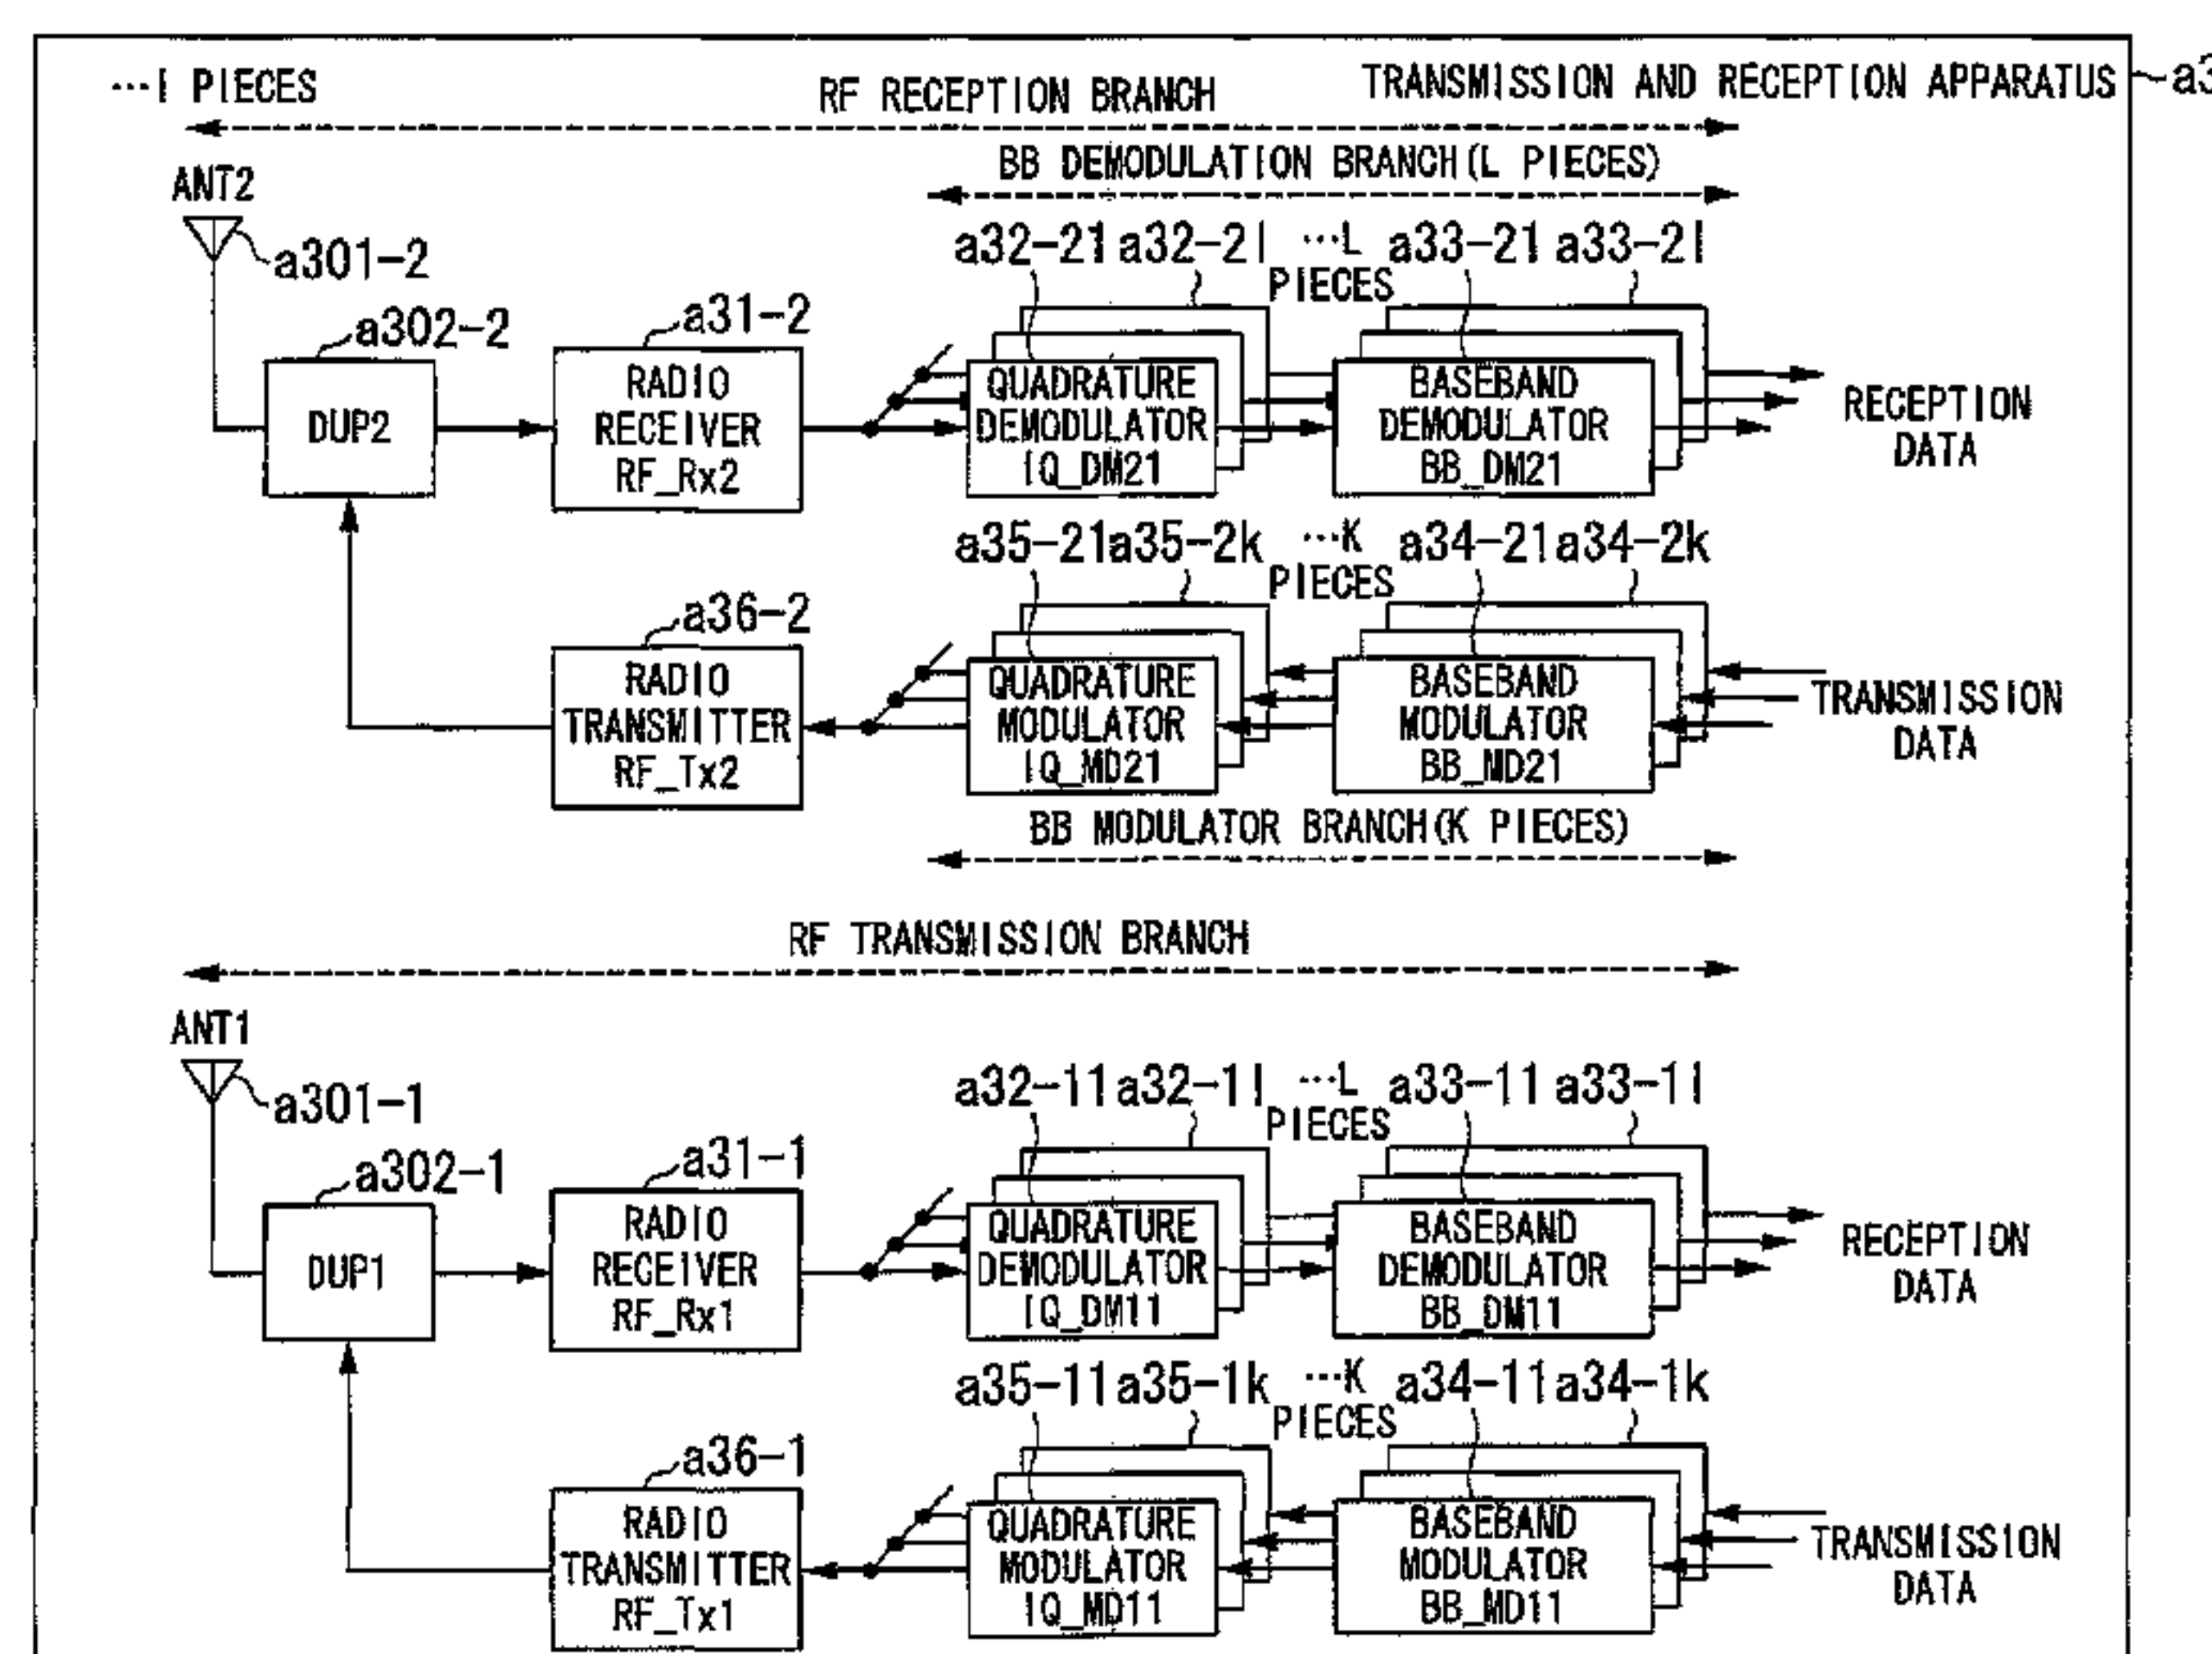 ···I PIECES
RF RECEPTION BRANCH
TRANSMISSION AND RECEPTION APPARATUS
a3
BB DEMODULATION BRANCH(L PIECES)
ANT2
a301-2
a302-2
DUP2
a31-2
RADIO
RECEIVER
RF_Rx2
a32-21 a32-2l ···L
PIECES
a33-21 a33-2l
QUADRATURE
DEMODULATOR
IQ_DM21
BASEBAND
DEMODULATOR
BB_DM21
RECEPTION
DATA
a35-21 a35-2k ···K
PIECES
a34-21 a34-2k
a36-2
RADIO
TRANSMITTER
RF_Tx2
QUADRATURE
MODULATOR
IQ_MD21
BASEBAND
MODULATOR
BB_MD21
TRANSMISSION
DATA
BB MODULATOR BRANCH(K PIECES)
RF TRANSMISSION BRANCH
ANT1
a301-1
a302-1
DUP1
a31-1
RADIO
RECEIVER
RF_Rx1
a32-11 a32-1l ···L
PIECES
a33-11 a33-1l
QUADRATURE
DEMODULATOR
IQ_DM11
BASEBAND
DEMODULATOR
BB_DM11
RECEPTION
DATA
a35-11 a35-1k ···K
PIECES
a34-11 a34-1k
a36-1
RADIO
TRANSMITTER
RF_Tx1
QUADRATURE
MODULATOR
IQ_MD11
BASEBAND
MODULATOR
BB_MD11
TRANSMISSION
DATA